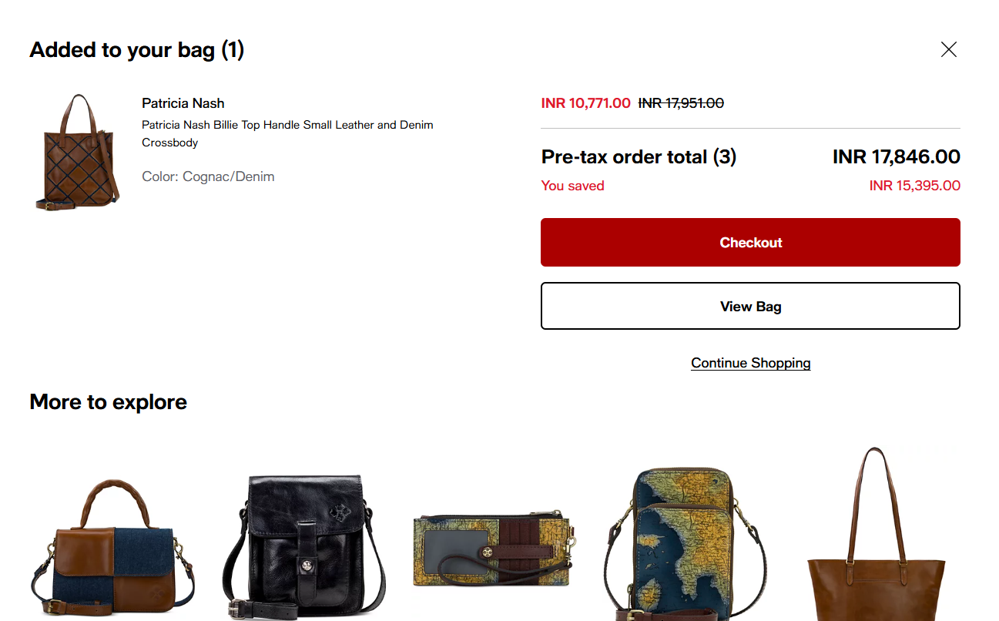 Added to your bag (1)
Patricia Nash
Patricia Nash Billie Top Handle Small Leather and Denim
Crossbody
Color: Cognac/Denim
INR 10,771.00 INR 17,951.00
Pre-tax order total (3) INR 17,846.00
You saved INR 15,395.00
Checkout
View Bag
Continue Shopping
More to explore